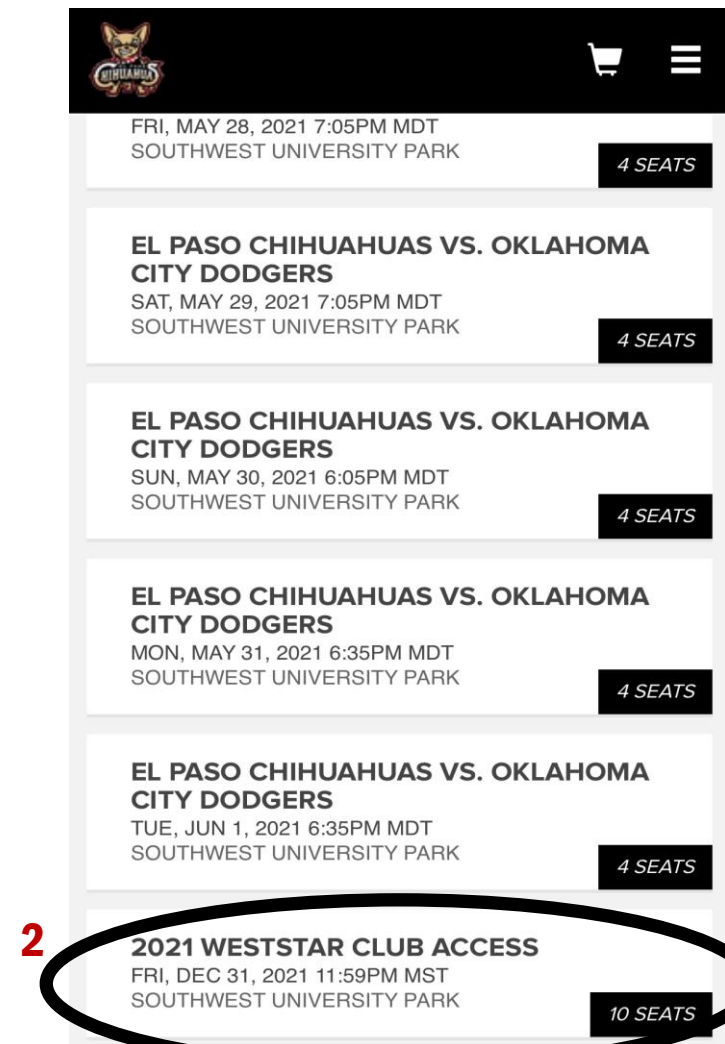 CHIHUAHUAS
FRI, MAY 28, 2021 7:05PM MDT
SOUTHWEST UNIVERSITY PARK
4 SEATS
EL PASO CHIHUAHUAS VS. OKLAHOMA
CITY DODGERS
SAT, MAY 29, 2021 7:05PM MDT
SOUTHWEST UNIVERSITY PARK
4 SEATS
EL PASO CHIHUAHUAS VS. OKLAHOMA
CITY DODGERS
SUN, MAY 30, 2021 6:05PM MDT
SOUTHWEST UNIVERSITY PARK
4 SEATS
EL PASO CHIHUAHUAS VS. OKLAHOMA
CITY DODGERS
MON, MAY 31, 2021 6:35PM MDT
SOUTHWEST UNIVERSITY PARK
4 SEATS
EL PASO CHIHUAHUAS VS. OKLAHOMA
CITY DODGERS
TUE, JUN 1, 2021 6:35PM MDT
SOUTHWEST UNIVERSITY PARK
4 SEATS
2
2021 WESTSTAR CLUB ACCESS
FRI, DEC 31, 2021 11:59PM MST
SOUTHWEST UNIVERSITY PARK
10 SEATS